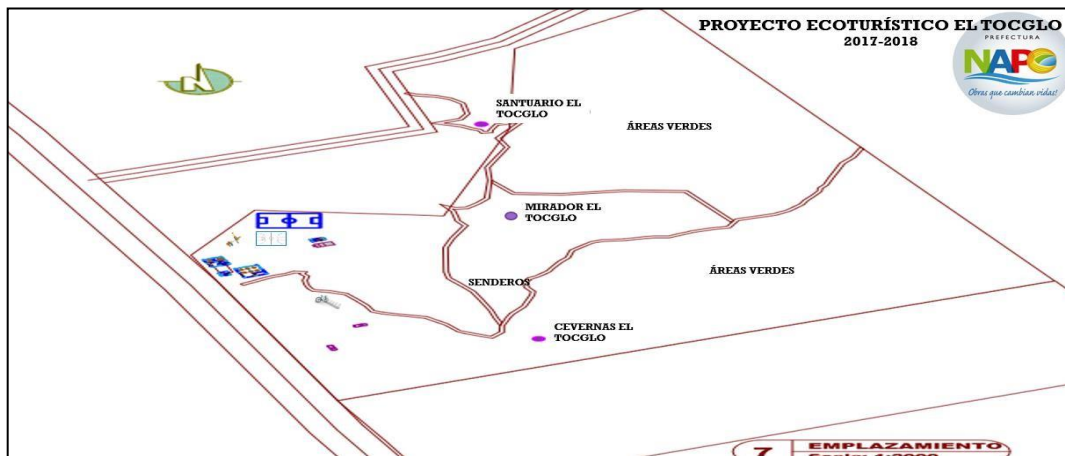 PROYECTO ECOTURÍSTICO EL TOCGLO
2017-2018
PREFECTURA
NAPO
Obras que cambian vidas!
N
SANTUARIO EL
TOCGLO
ÁREAS VERDES
MIRADOR EL
TOCGLO
ÁREAS VERDES
SENDEROS
CEVERNAS EL
TOCGLO
7
EMPLAZAMIENTO